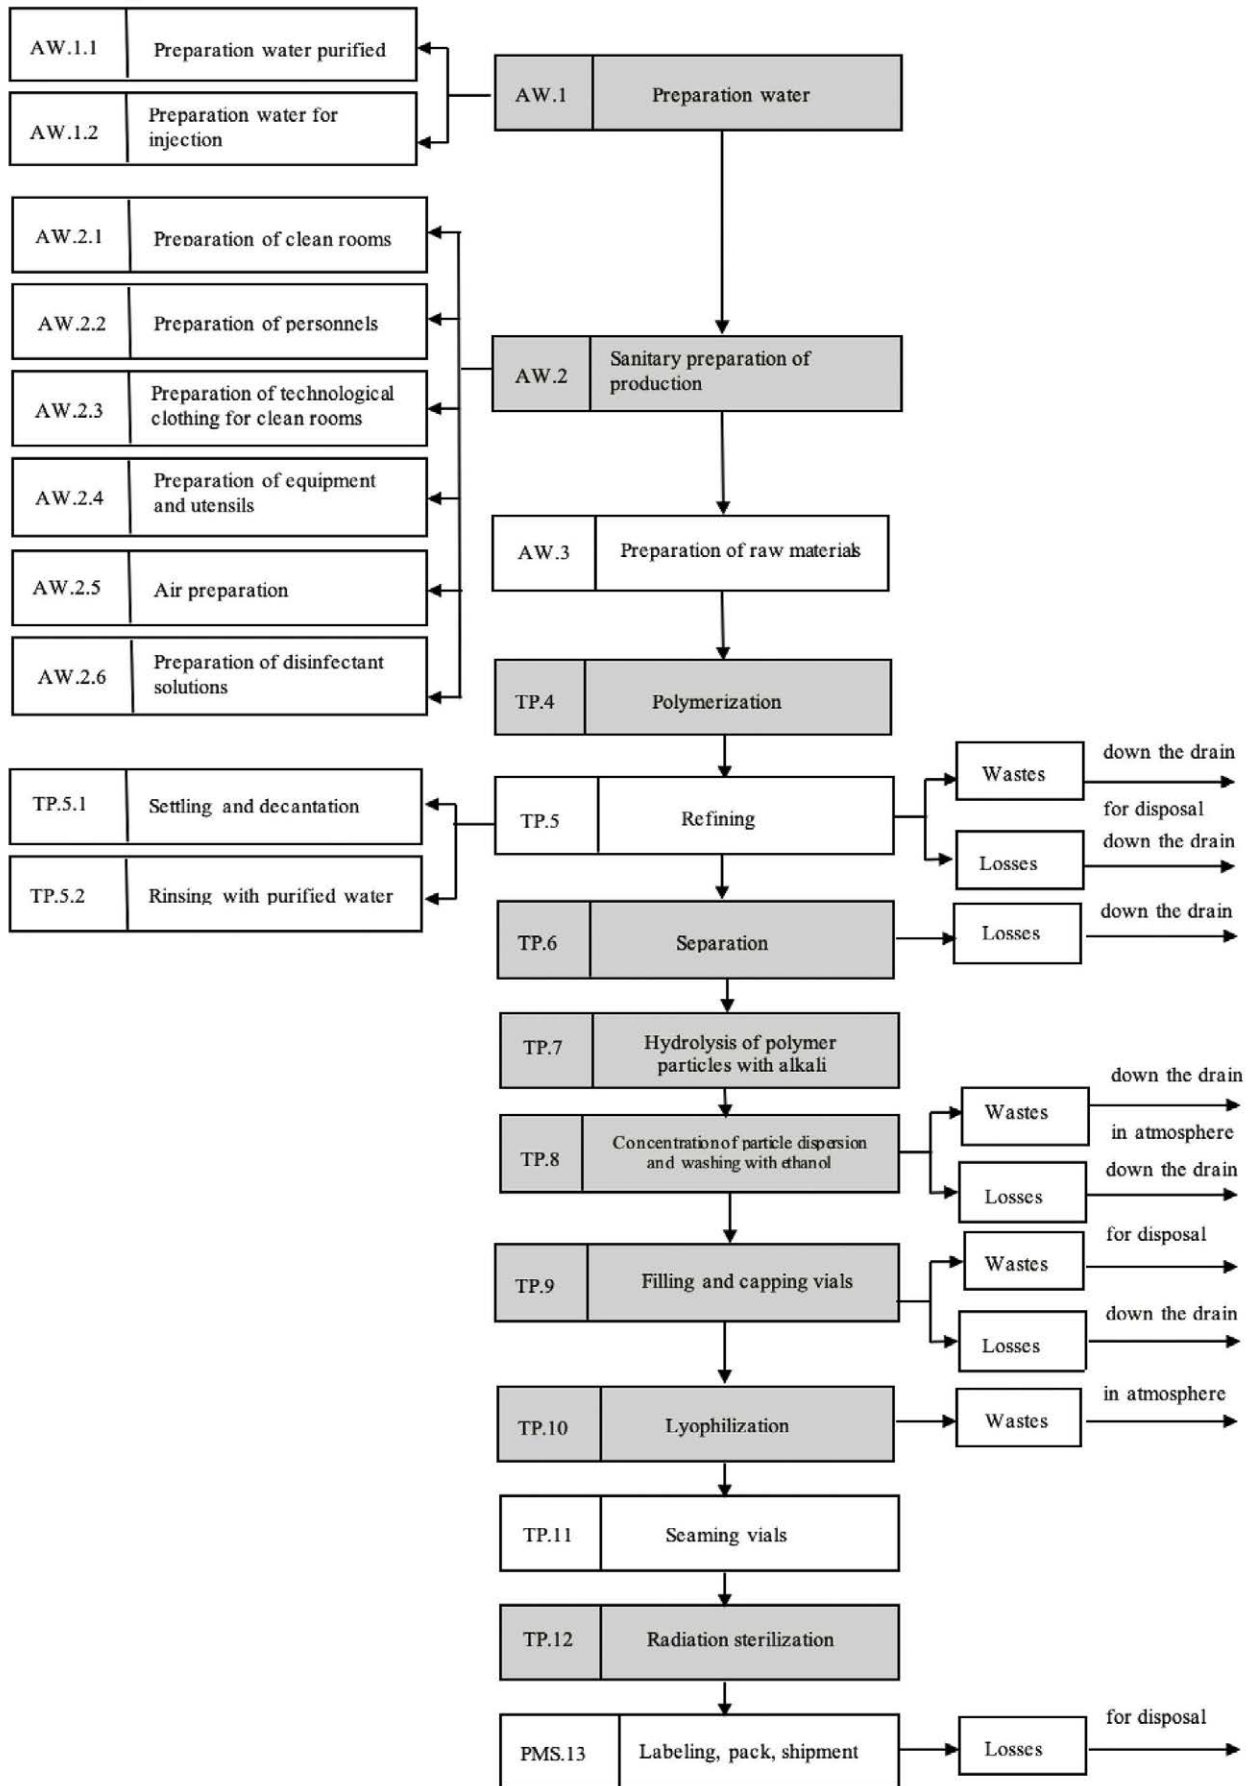 AW.1.1
Preparation water purified
AW.1.2
Preparation water for
injection
AW.1
Preparation water
AW.2.1
Preparation of clean rooms
AW.2.2
Preparation of personnels
AW.2.3
Preparation of technological
clothing for clean rooms
AW.2.4
Preparation of equipment
and utensils
AW.2.5
Air preparation
AW.2.6
Preparation of disinfectant
solutions
AW.2
Sanitary preparation of
production
AW.3
Preparation of raw materials
TP.4
Polymerization
TP.5.1
Settling and decantation
TP.5.2
Rinsing with purified water
TP.5
Refining
Wastes
down the drain
for disposal
Losses
down the drain
TP.6
Separation
Losses
down the drain
TP.7
Hydrolysis of polymer
particles with alkali
TP.8
Concentration of particle dispersion
and washing with ethanol
Wastes
down the drain
in atmosphere
Losses
down the drain
TP.9
Filling and capping vials
Wastes
for disposal
Losses
down the drain
TP.10
Lyophilization
Wastes
in atmosphere
TP.11
Seaming vials
TP.12
Radiation sterilization
PMS.13
Labeling, pack, shipment
Losses
for disposal